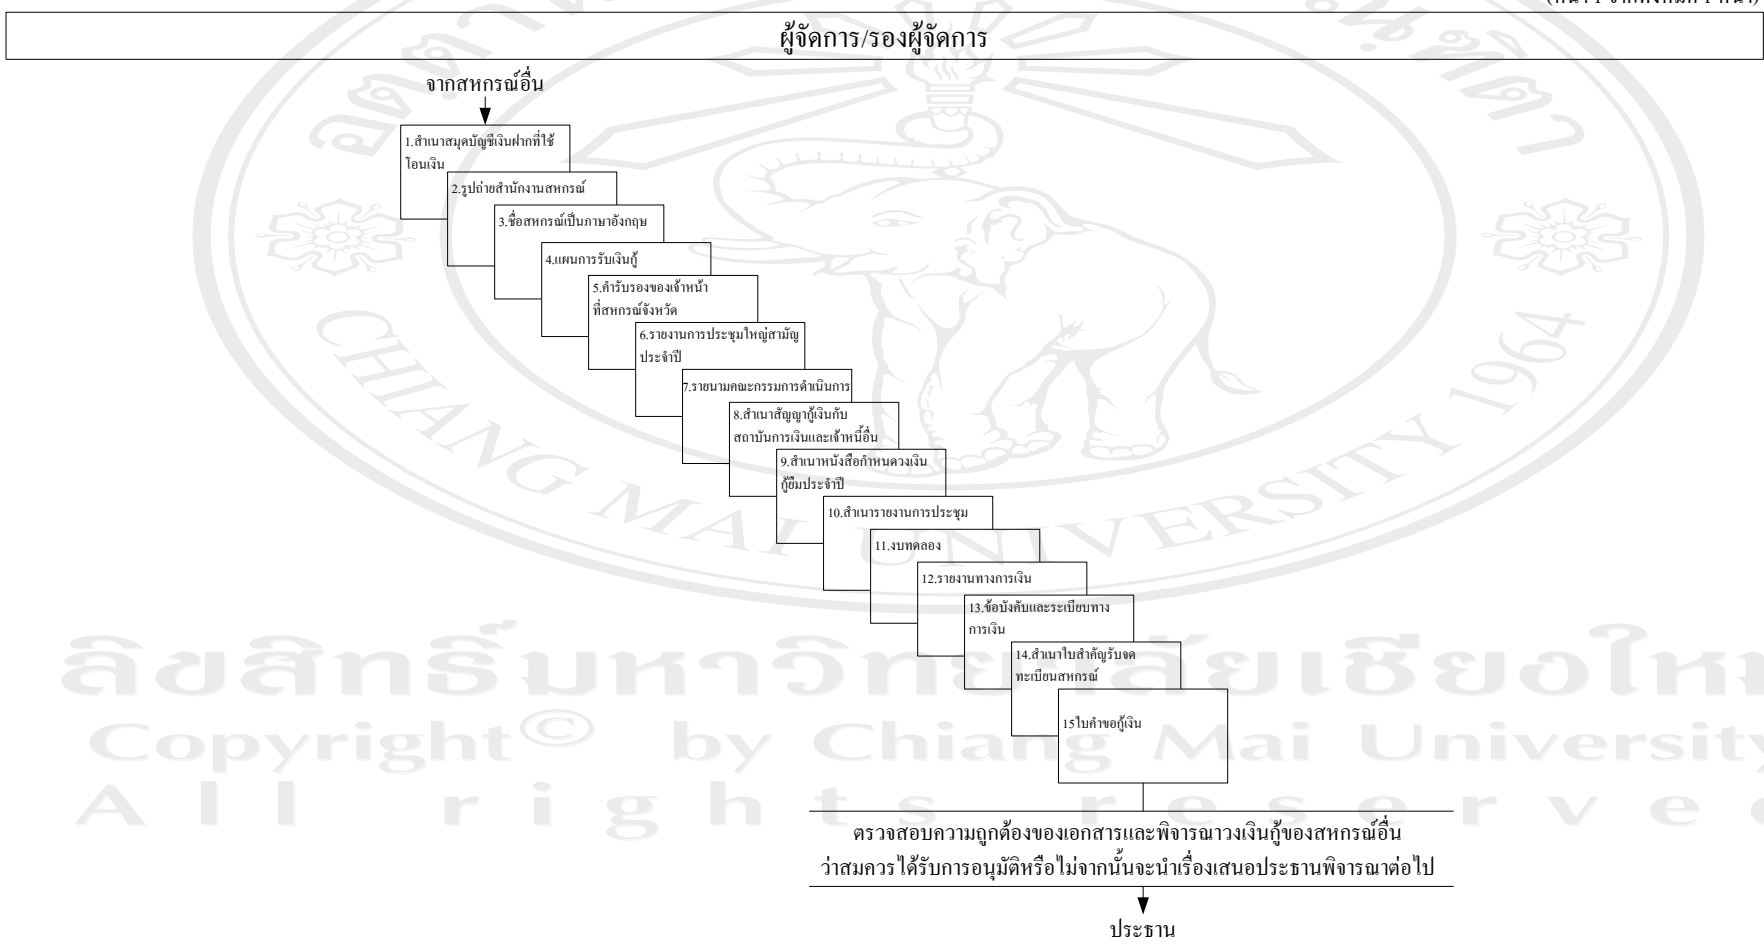 ผู้จัดการ/รองผู้จัดการ
จากสหกรณ์อื่น
1.สำเนาสมุดบัญชีเงินฝากที่ใช้
โอนเงิน
2.รูปถ่ายสำนักงานสหกรณ์
3.ชื่อสหกรณ์เป็นภาษาอังกฤษ
4.แผนการรับเงินกู้
5.คำรับรองของเจ้าหน้า
ที่สหกรณ์จังหวัด
6.รายงานการประชุมใหญ่สามัญ
ประจำปี
7.รายนามคณะกรรมการดำเนินการ
8.สำเนาสัญญากู้เงินกับ
สถาบันการเงินและเจ้าหนี้อื่น
9.สำเนาหนังสือกำหนดวงเงิน
กู้ยืมประจำปี
10.สำเนารายงานการประชุม
11.งบทดลอง
12.รายงานทางการเงิน
13.ข้อบังคับและระเบียบทาง
การเงิน
14.สำเนาใบสำคัญรับจด
ทะเบียนสหกรณ์
15ใบคำขอกู้เงิน
ตรวจสอบความถูกต้องของเอกสารและพิจารณาวงเงินกู้ของสหกรณ์อื่น
ว่าสมควรได้รับการอนุมัติหรือไม่จากนั้นจะนำเรื่องเสนอประธานพิจารณาต่อไป
ประธาน
CHIANG MAI UNIVERSITY 1964
ลิขสิทธิ์มหาวิทยาลัยเชียงใหม
Copyright© by Chiang Mai University
All rights reserve